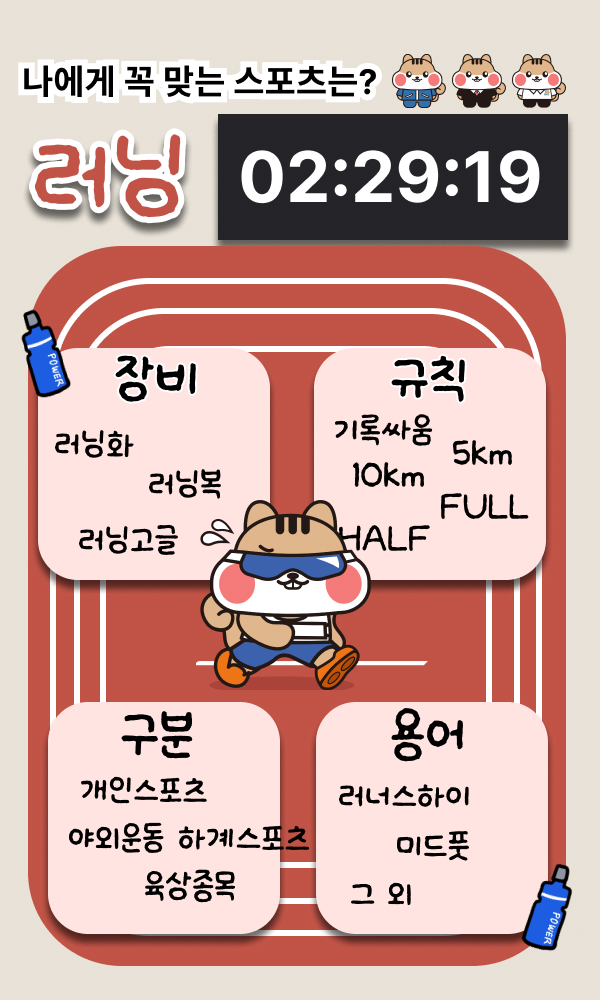 나에게 꼭 맞는 스포츠는?
러닝
02:29:19
POWER
장비
러닝화
러닝복
러닝고글
규칙
기록싸움
5km
10km
FULL
HALF
구분
개인스포츠
야외운동 하계스포츠
육상종목
용어
러너스하이
미드풋
그 외
POWER